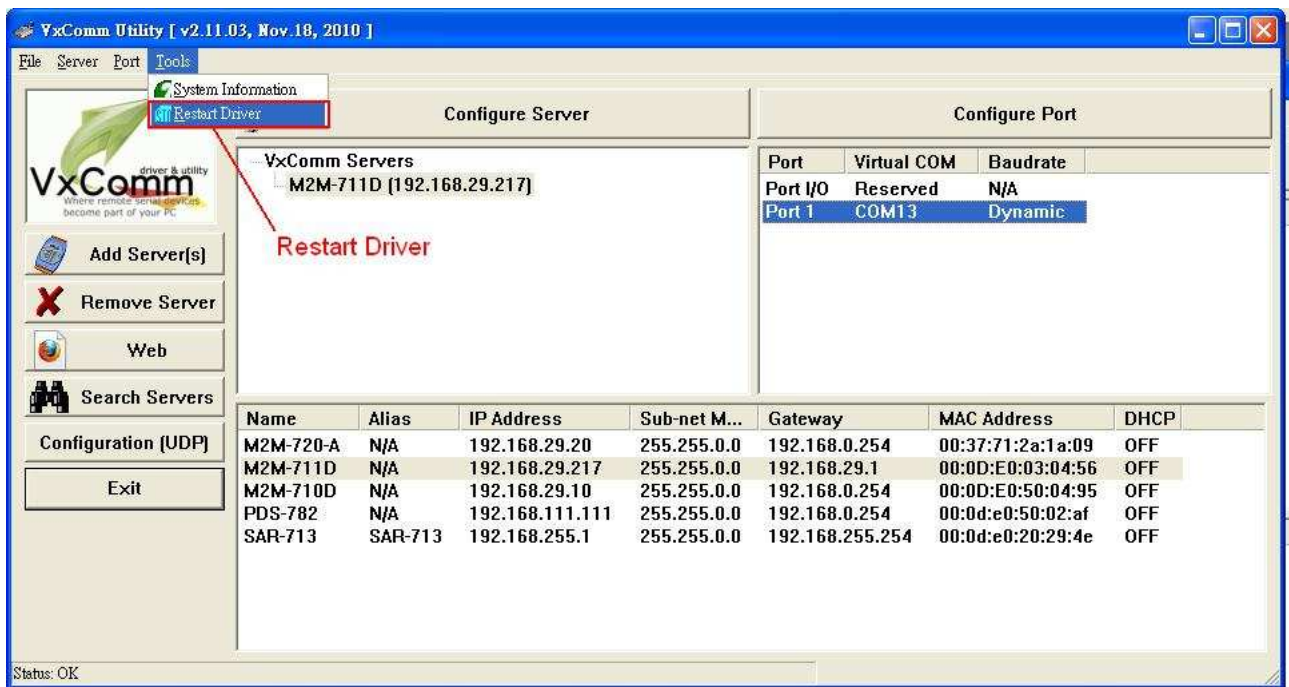 VxComm Utility [ v2.11.03, Nov.18, 2010 ]
File Server Port Tools
System Information
Restart Driver
Configure Server
Configure Port
VxComm
driver & utility
Where remote serial devices
become part of your PC
VxComm Servers
M2M-711D (192.168.29.217)
Restart Driver
Port Virtual COM Baudrate
Port I/O Reserved N/A
Port 1 COM13 Dynamic
Add Server(s)
Remove Server
Web
Search Servers
Configuration (UDP)
Exit
Name Alias IP Address Sub-net M... Gateway MAC Address DHCP
M2M-720-A N/A 192.168.29.20 255.255.0.0 192.168.0.254 00:37:71:2a:1a:09 OFF
M2M-711D N/A 192.168.29.217 255.255.0.0 192.168.29.1 00:0D:E0:03:04:56 OFF
M2M-710D N/A 192.168.29.10 255.255.0.0 192.168.0.254 00:0D:E0:50:04:95 OFF
PDS-782 N/A 192.168.111.111 255.255.0.0 192.168.0.254 00:0d:e0:50:02:af OFF
SAR-713 SAR-713 192.168.255.1 255.255.0.0 192.168.255.254 00:0d:e0:20:29:4e OFF
Status: OK